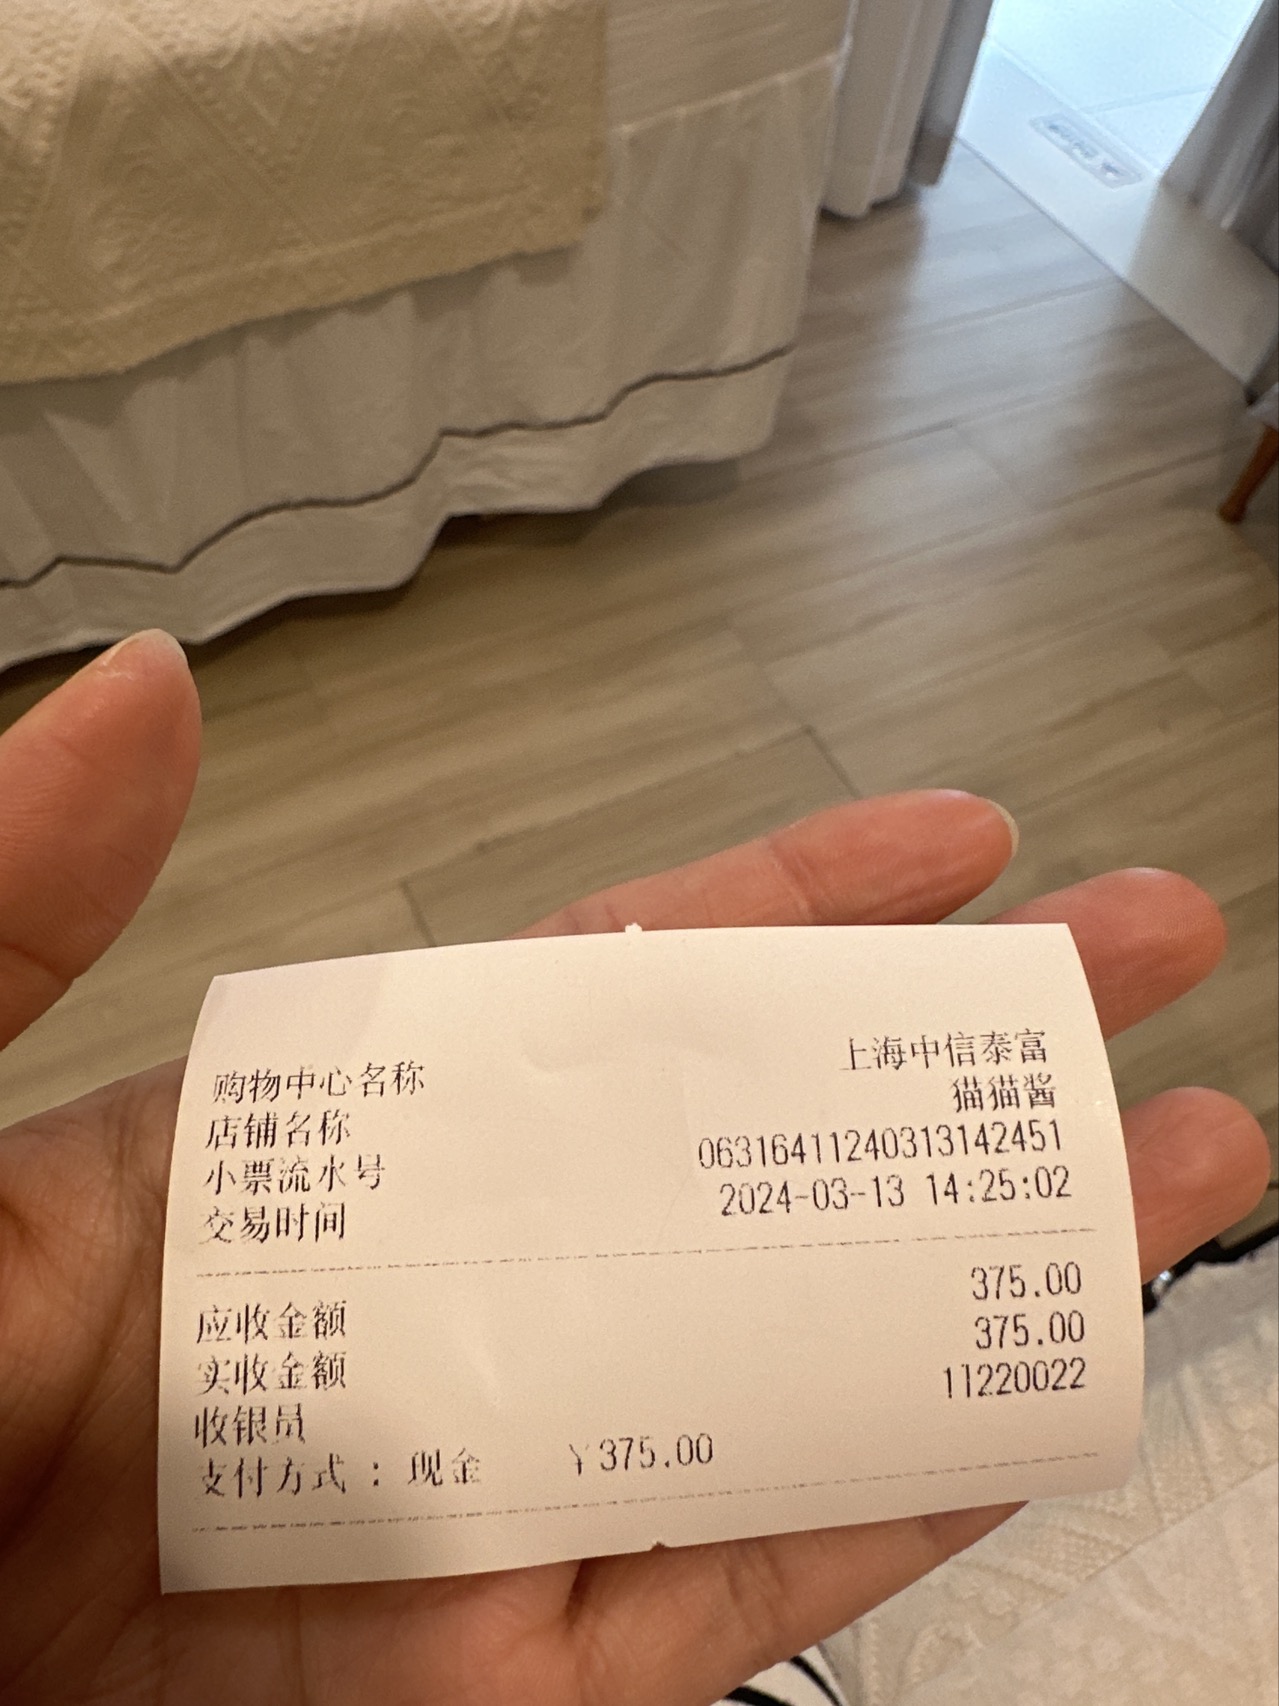 购物中心名称 上海中信泰富
店铺名称 猫猫酱
小票流水号 06316411240313142451
交易时间 2024-03-13 14:25:02
应收金额 375.00
实收金额 375.00
收银员 11220022
支付方式：现金 ￥375.00